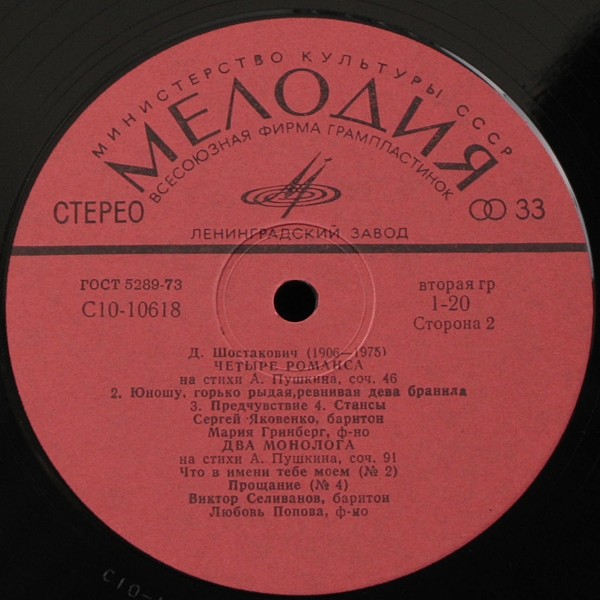 МИНИСТЕРСТВО КУЛЬТУРЫ СССР
МЕЛОДИЯ
ВСЕСОЮЗНАЯ ФИРМА ГРАМПЛАСТИНОК
СТЕРЕО
33
ЛЕНИНГРАДСКИЙ ЗАВОД
ГОСТ 5289-73
С10-10618
вторая гр
1-20
Сторона 2
Д. Шостакович (1906—1975)
ЧЕТЫРЕ РОМАНСА
на стихи А. Пушкина, соч. 46
2. Юношу, горько рыдая,ревнивая дева бранила
3. Предчувствие 4. Стансы
Сергей Яковенко, баритон
Мария Гринберг, ф-но
ДВА МОНОЛОГА
на стихи А. Пушкина, соч. 91
Что в имени тебе моем (№ 2)
Прощание (№ 4)
Виктор Селиванов, баритон
Любовь Попова, ф-но